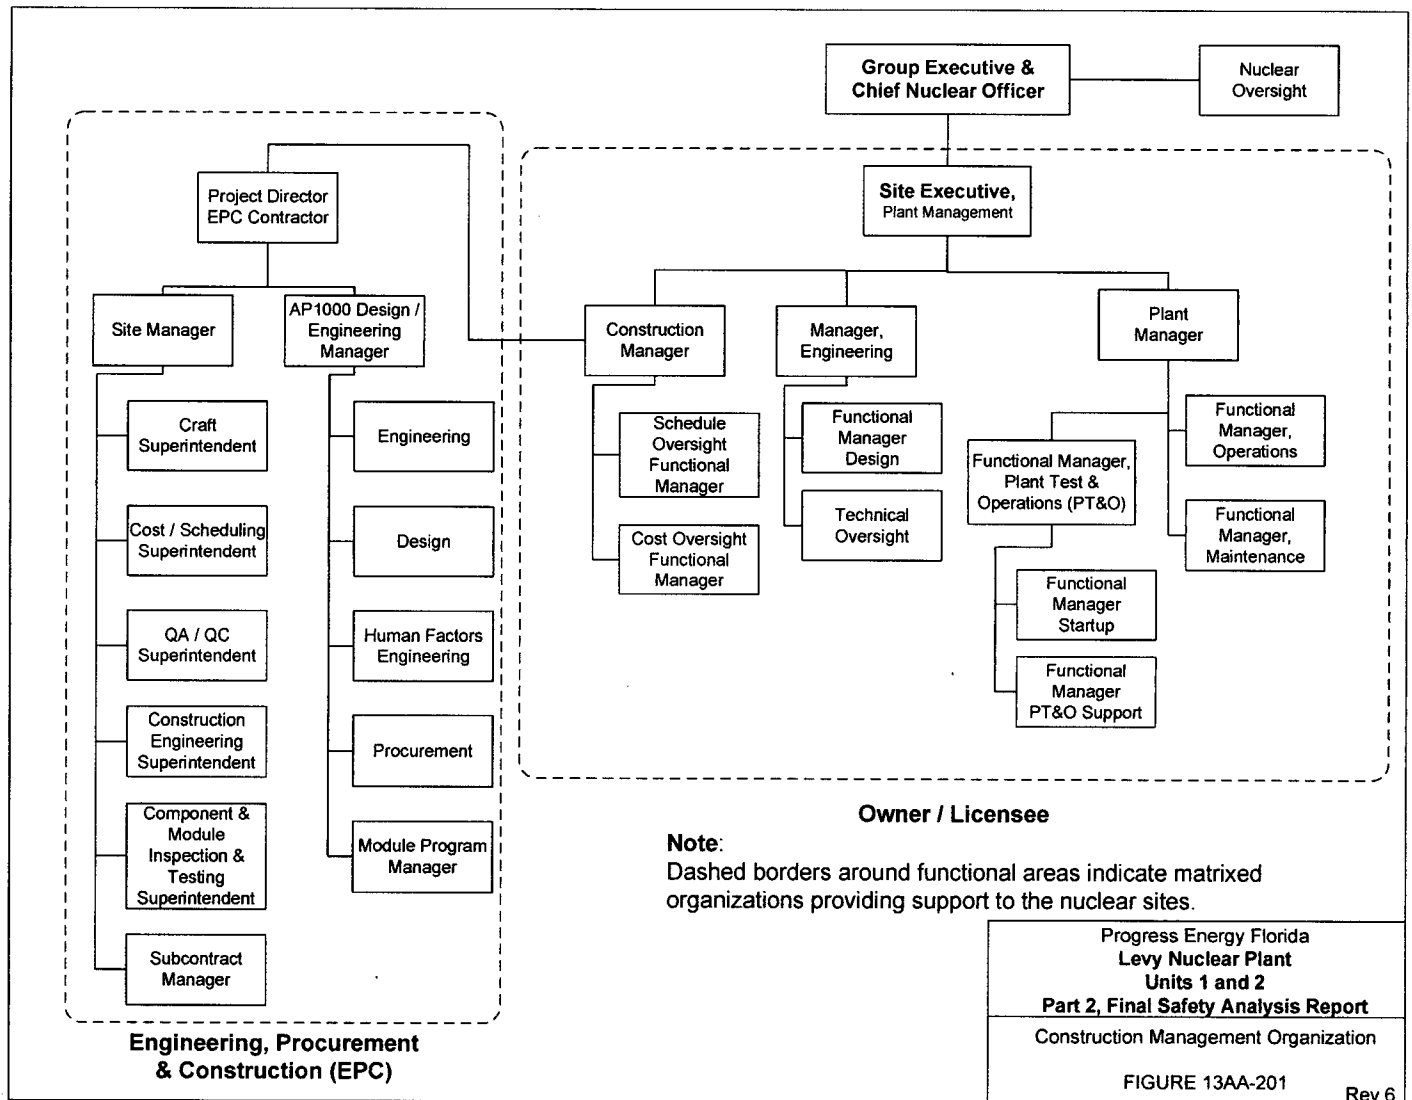 Group Executive &
Chief Nuclear Officer
Nuclear
Oversight
Project Director
EPC Contractor
Site Executive,
Plant Management
Site Manager
AP1000 Design /
Engineering
Manager
Construction
Manager
Manager,
Engineering
Plant
Manager
Craft
Superintendent
Cost / Scheduling
Superintendent
QA / QC
Superintendent
Construction
Engineering
Superintendent
Component &
Module
Inspection &
Testing
Superintendent
Subcontract
Manager
Engineering
Design
Human Factors
Engineering
Procurement
Module Program
Manager
Schedule
Oversight
Functional
Manager
Cost Oversight
Functional
Manager
Functional
Manager
Design
Technical
Oversight
Functional Manager,
Plant Test &
Operations (PT&O)
Functional
Manager
Startup
Functional
Manager
PT&O Support
Functional
Manager,
Operations
Functional
Manager,
Maintenance
Engineering, Procurement
& Construction (EPC)
Owner / Licensee
Note:
Dashed borders around functional areas indicate matrixed
organizations providing support to the nuclear sites.
Progress Energy Florida
Levy Nuclear Plant
Units 1 and 2
Part 2, Final Safety Analysis Report
Construction Management Organization
FIGURE 13AA-201
Rev 6